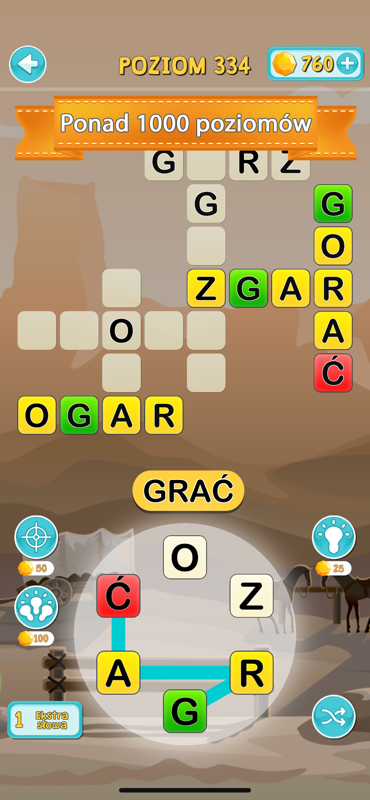 POZIOM 334
760
Ponad 1000 poziomów
G R Z
G
G
O
Z G A R
O
A
Ć
O G A R
GRAĆ
50
100
25
O
Ć
Z
A
R
G
1 Ekstra
słowa